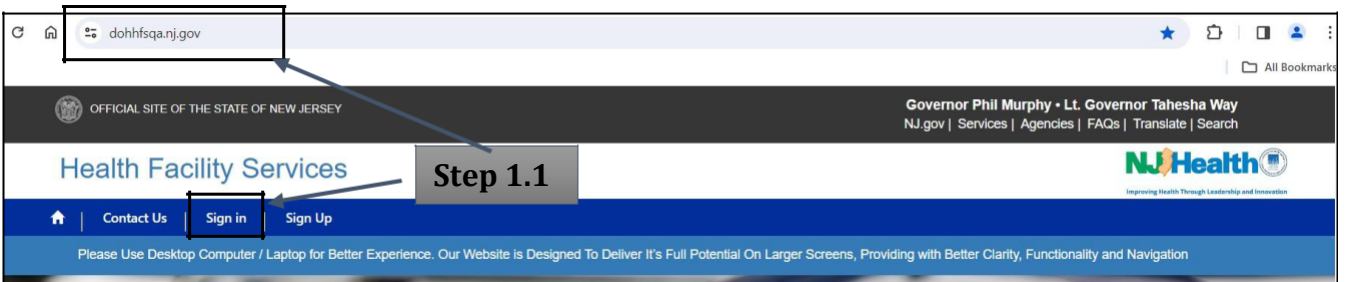 dohhfsqa.nj.gov
All Bookmarks
OFFICIAL SITE OF THE STATE OF NEW JERSEY
Governor Phil Murphy • Lt. Governor Tahesha Way
NJ.gov | Services | Agencies | FAQs | Translate | Search
Health Facility Services
Step 1.1
NJHealth
Improving Health Through Leadership and Innovation
Contact Us | Sign in | Sign Up
Please Use Desktop Computer / Laptop for Better Experience. Our Website is Designed To Deliver It's Full Potential On Larger Screens, Providing with Better Clarity, Functionality and Navigation